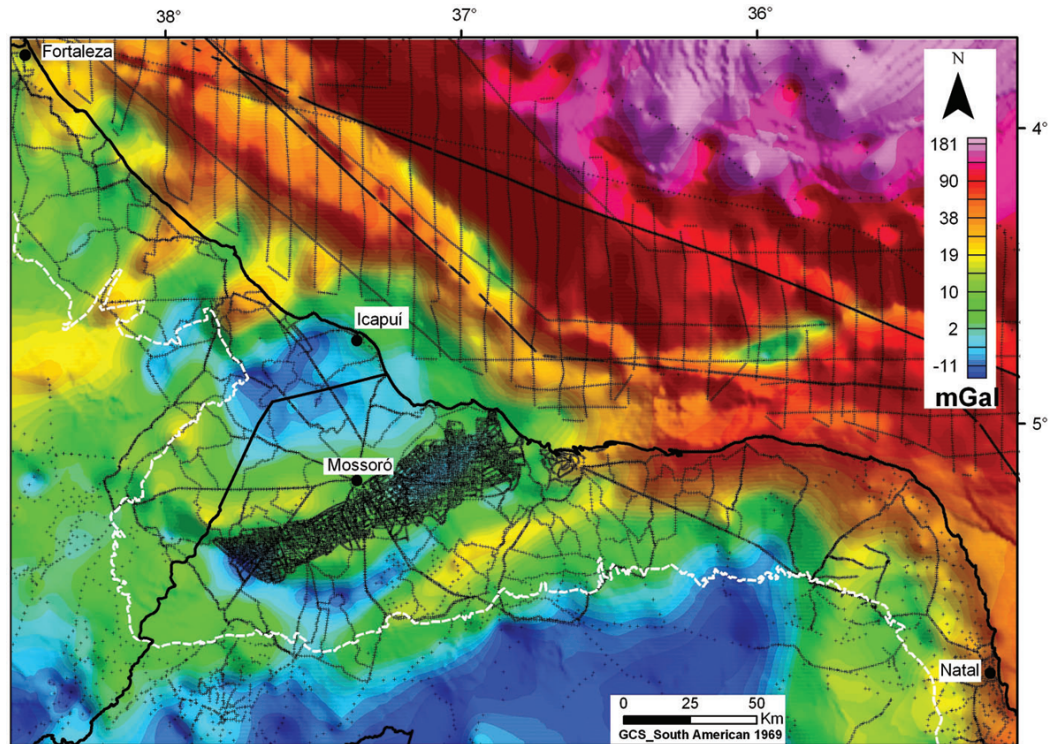 38°
37°
36°
Fortaleza
N
4°
181
90
38
19
10
2
-11
mGal
Icapuí
5°
Mossoró
Natal
0 25 50
Km
GCS_South American 1969